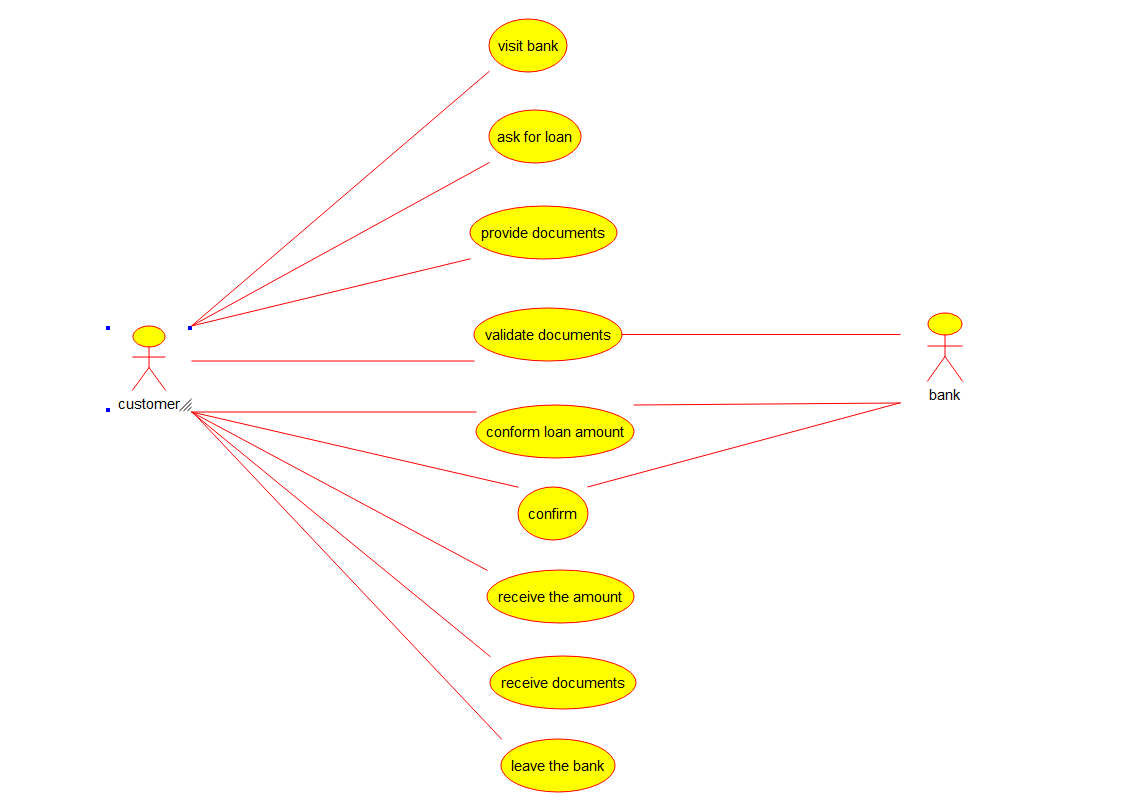 visit bank
ask for loan
provide documents
validate documents
customer
bank
conform loan amount
confirm
receive the amount
receive documents
leave the bank